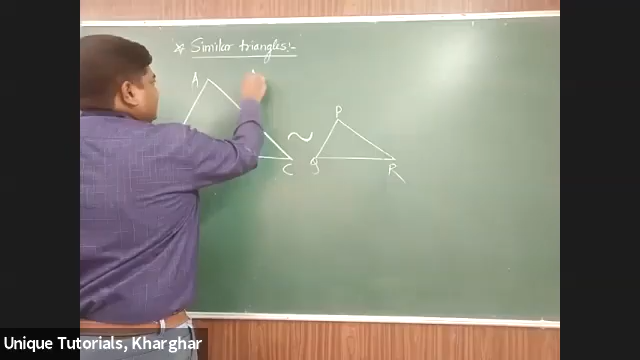 * Similar triangles:-
A
P
~
C
Q
R
Unique Tutorials, Kharghar